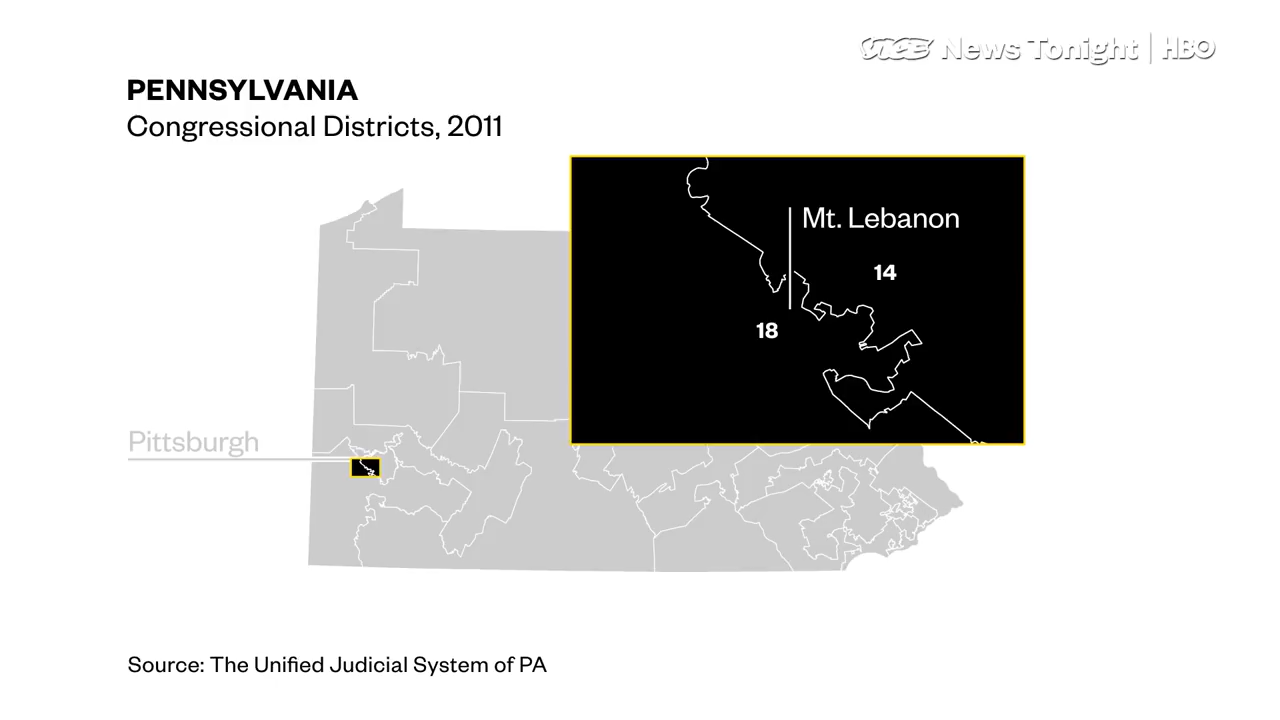 VICE News Tonight | HBO
PENNSYLVANIA
Congressional Districts, 2011
Mt. Lebanon
14
18
Pittsburgh
Source: The Unified Judicial System of PA